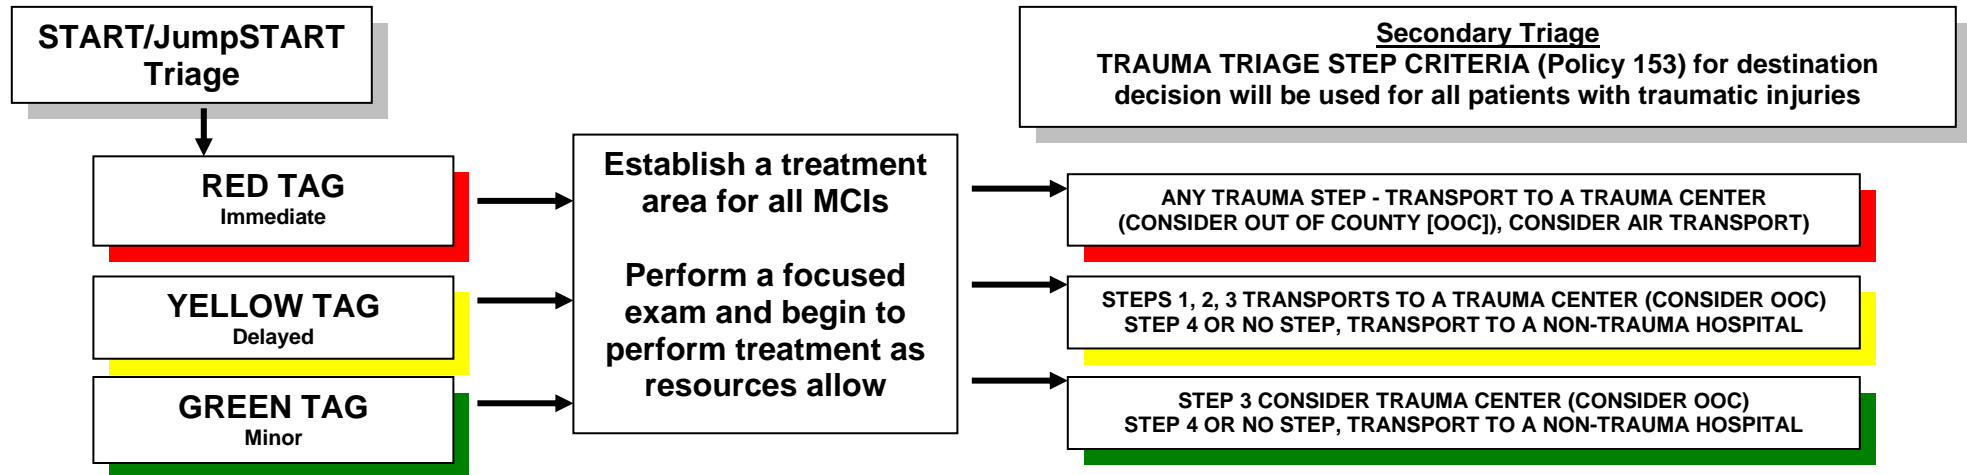 START/JumpSTART
Triage
Secondary Triage
TRAUMA TRIAGE STEP CRITERIA (Policy 153) for destination
decision will be used for all patients with traumatic injuries
RED TAG
Immediate
YELLOW TAG
Delayed
GREEN TAG
Minor
Establish a treatment
area for all MCIs
Perform a focused
exam and begin to
perform treatment as
resources allow
ANY TRAUMA STEP - TRANSPORT TO A TRAUMA CENTER
(CONSIDER OUT OF COUNTY [OOC]), CONSIDER AIR TRANSPORT)
STEPS 1, 2, 3 TRANSPORTS TO A TRAUMA CENTER (CONSIDER OOC)
STEP 4 OR NO STEP, TRANSPORT TO A NON-TRAUMA HOSPITAL
STEP 3 CONSIDER TRAUMA CENTER (CONSIDER OOC)
STEP 4 OR NO STEP, TRANSPORT TO A NON-TRAUMA HOSPITAL